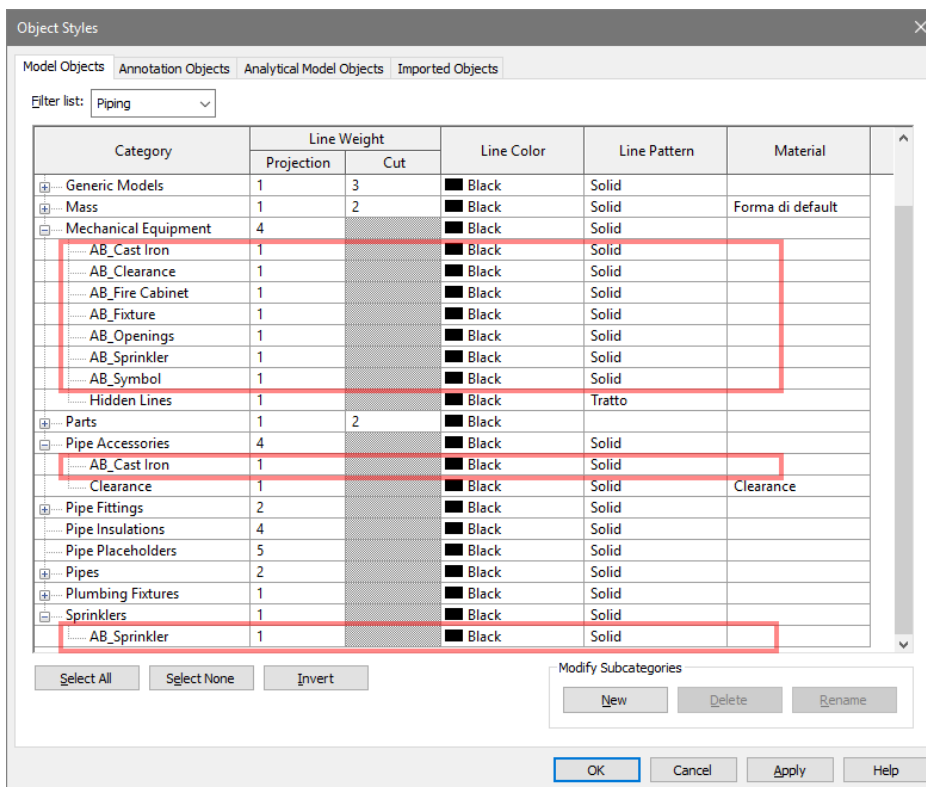 Object Styles
Model Objects Annotation Objects Analytical Model Objects Imported Objects
Filter list: Piping
Category Line Weight Line Color Line Pattern Material
Projection Cut
Generic Models 1 3 Black Solid
Mass 1 2 Black Solid Forma di default
Mechanical Equipment 4 Black Solid
AB_Cast Iron 1 Black Solid
AB_Clearance 1 Black Solid
AB_Fire Cabinet 1 Black Solid
AB_Fixture 1 Black Solid
AB_Openings 1 Black Solid
AB_Sprinkler 1 Black Solid
AB_Symbol 1 Black Solid
Hidden Lines 1 Black Tratto
Parts 1 2 Black
Pipe Accessories 4 Black Solid
AB_Cast Iron 1 Black Solid
Clearance 1 Black Solid Clearance
Pipe Fittings 2 Black Solid
Pipe Insulations 4 Black Solid
Pipe Placeholders 5 Black Solid
Pipes 2 Black Solid
Plumbing Fixtures 1 Black Solid
Sprinklers 1 Black Solid
AB_Sprinkler 1 Black Solid
Select All Select None Invert
Modify Subcategories
New Delete Rename
OK Cancel Apply Help